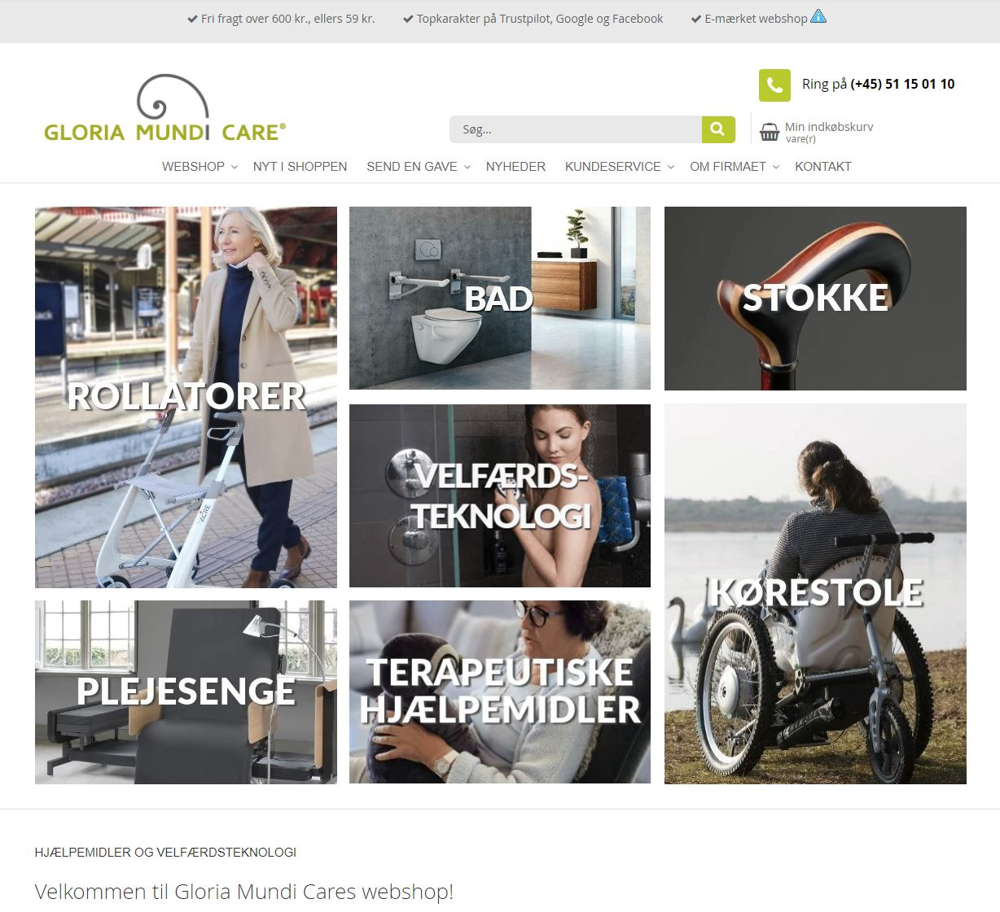 Fri fragt over 600 kr., ellers 59 kr. Topkarakter på Trustpilot, Google og Facebook E-mærket webshop
Ring på (+45) 51 15 01 10
GLORIA MUNDI CARE®
Søg...
Min indkøbskurv
vare(r)
WEBSHOP NYT I SHOPPEN SEND EN GAVE NYHEDER KUNDESERVICE OM FIRMAET KONTAKT
ROLLATORER
ACRE
BAD
STOKKE
VELFÆRDS-
TEKNOLOGI
KØRESTOLE
PLEJESENGE
TERAPEUTISKE
HJÆLPEMIDLER
HJÆLPEMIDLER OG VELFÆRDSTEKNOLOGI
Velkommen til Gloria Mundi Cares webshop!